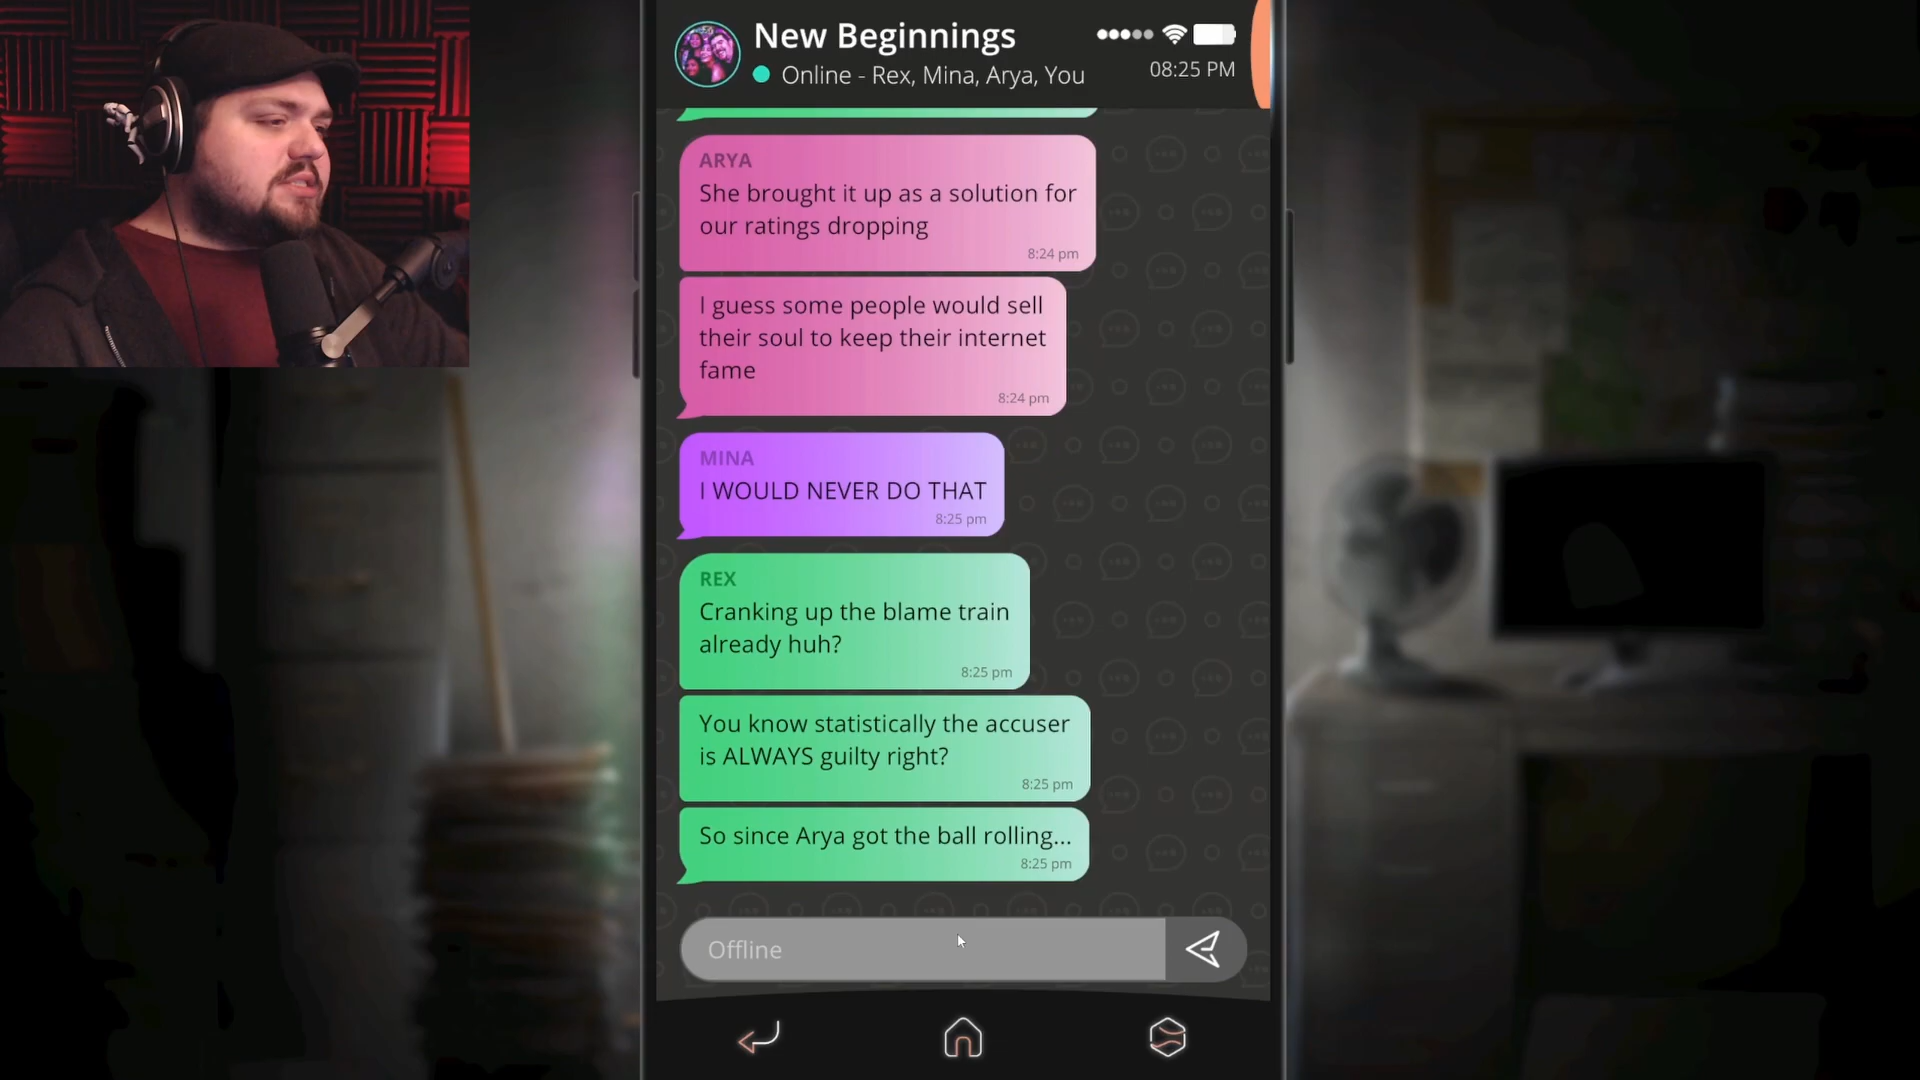 New Beginnings
Online - Rex, Mina, Arya, You
08:25 PM
ARYA
She brought it up as a solution for
our ratings dropping
8:24 pm
I guess some people would sell
their soul to keep their internet
fame
8:24 pm
MINA
I WOULD NEVER DO THAT
8:25 pm
REX
Cranking up the blame train
already huh?
8:25 pm
You know statistically the accuser
is ALWAYS guilty right?
8:25 pm
So since Arya got the ball rolling...
8:25 pm
Offline